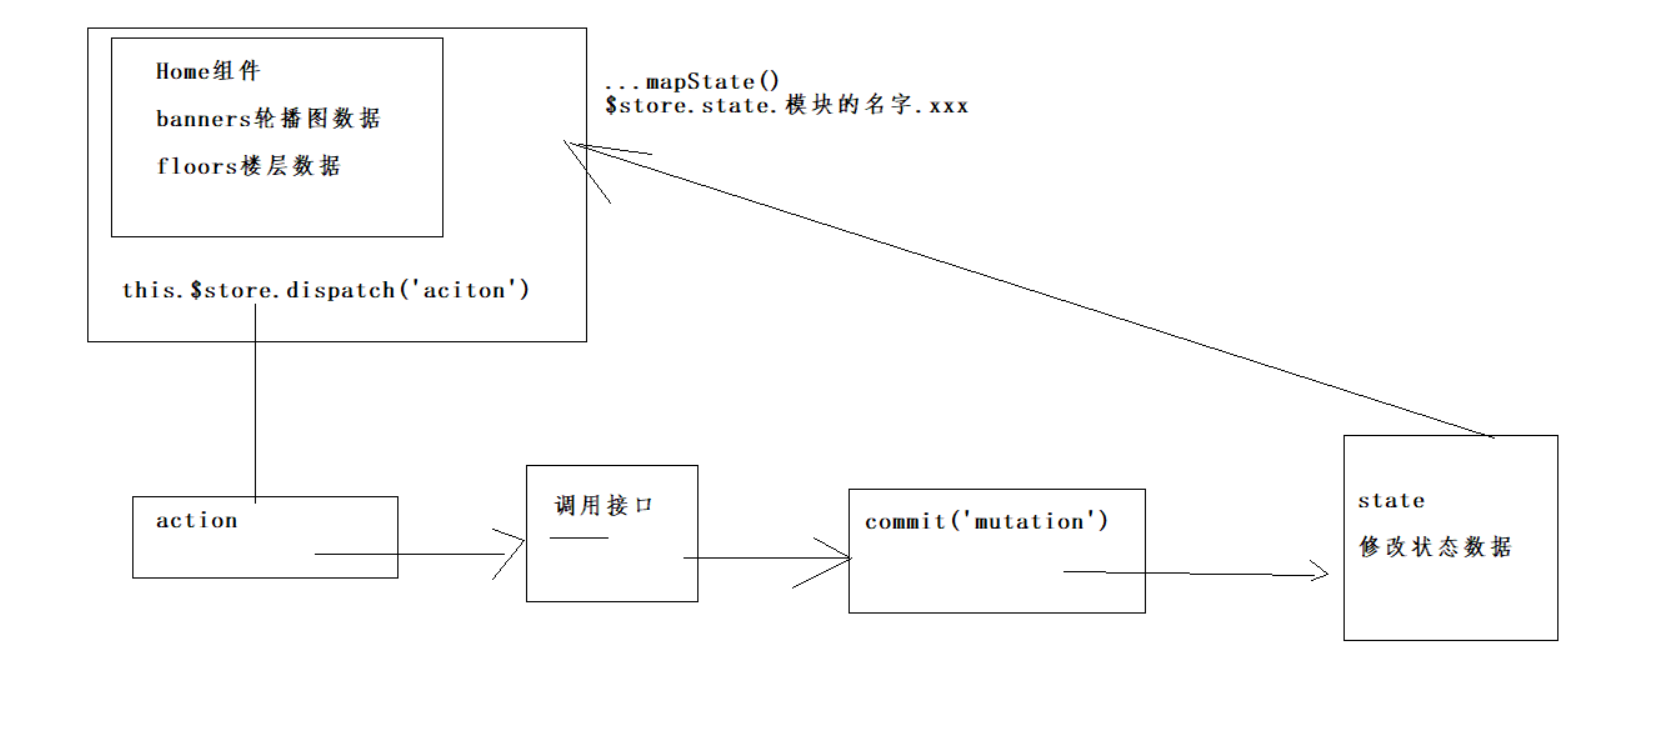 Home组件
banners轮播图数据
floors楼层数据
this.$store.dispatch('aciton')
...mapState()
$store.state.模块的名字.xxx
action
调用接口
commit('mutation')
state
修改状态数据